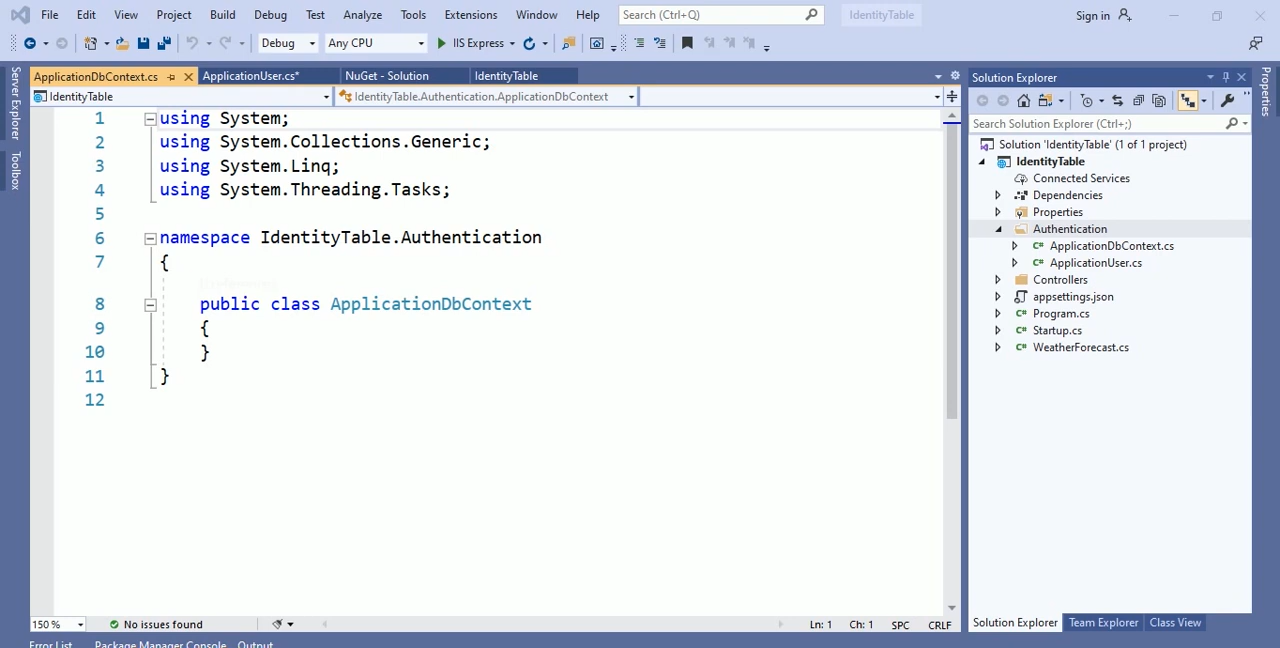 File Edit View Project Build Debug Test Analyze Tools Extensions Window Help Search (Ctrl+Q) IdentityTable Sign in
Debug Any CPU IIS Express
Server Explorer
Toolbox
ApplicationDbContext.cs ApplicationUser.cs* NuGet - Solution IdentityTable
IdentityTable IdentityTable.Authentication.ApplicationDbContext
1 using System;
2 using System.Collections.Generic;
3 using System.Linq;
4 using System.Threading.Tasks;
5
6 namespace IdentityTable.Authentication
7 {
8 public class ApplicationDbContext
9 {
10 }
11 }
12
150 % No issues found Ln: 1 Ch: 1 SPC CRLF
Error List Package Manager Console Output
Solution Explorer
Search Solution Explorer (Ctrl+;)
Solution 'IdentityTable' (1 of 1 project)
IdentityTable
Connected Services
Dependencies
Properties
Authentication
C# ApplicationDbContext.cs
C# ApplicationUser.cs
Controllers
appsettings.json
C# Program.cs
C# Startup.cs
C# WeatherForecast.cs
Solution Explorer Team Explorer Class View
Properties